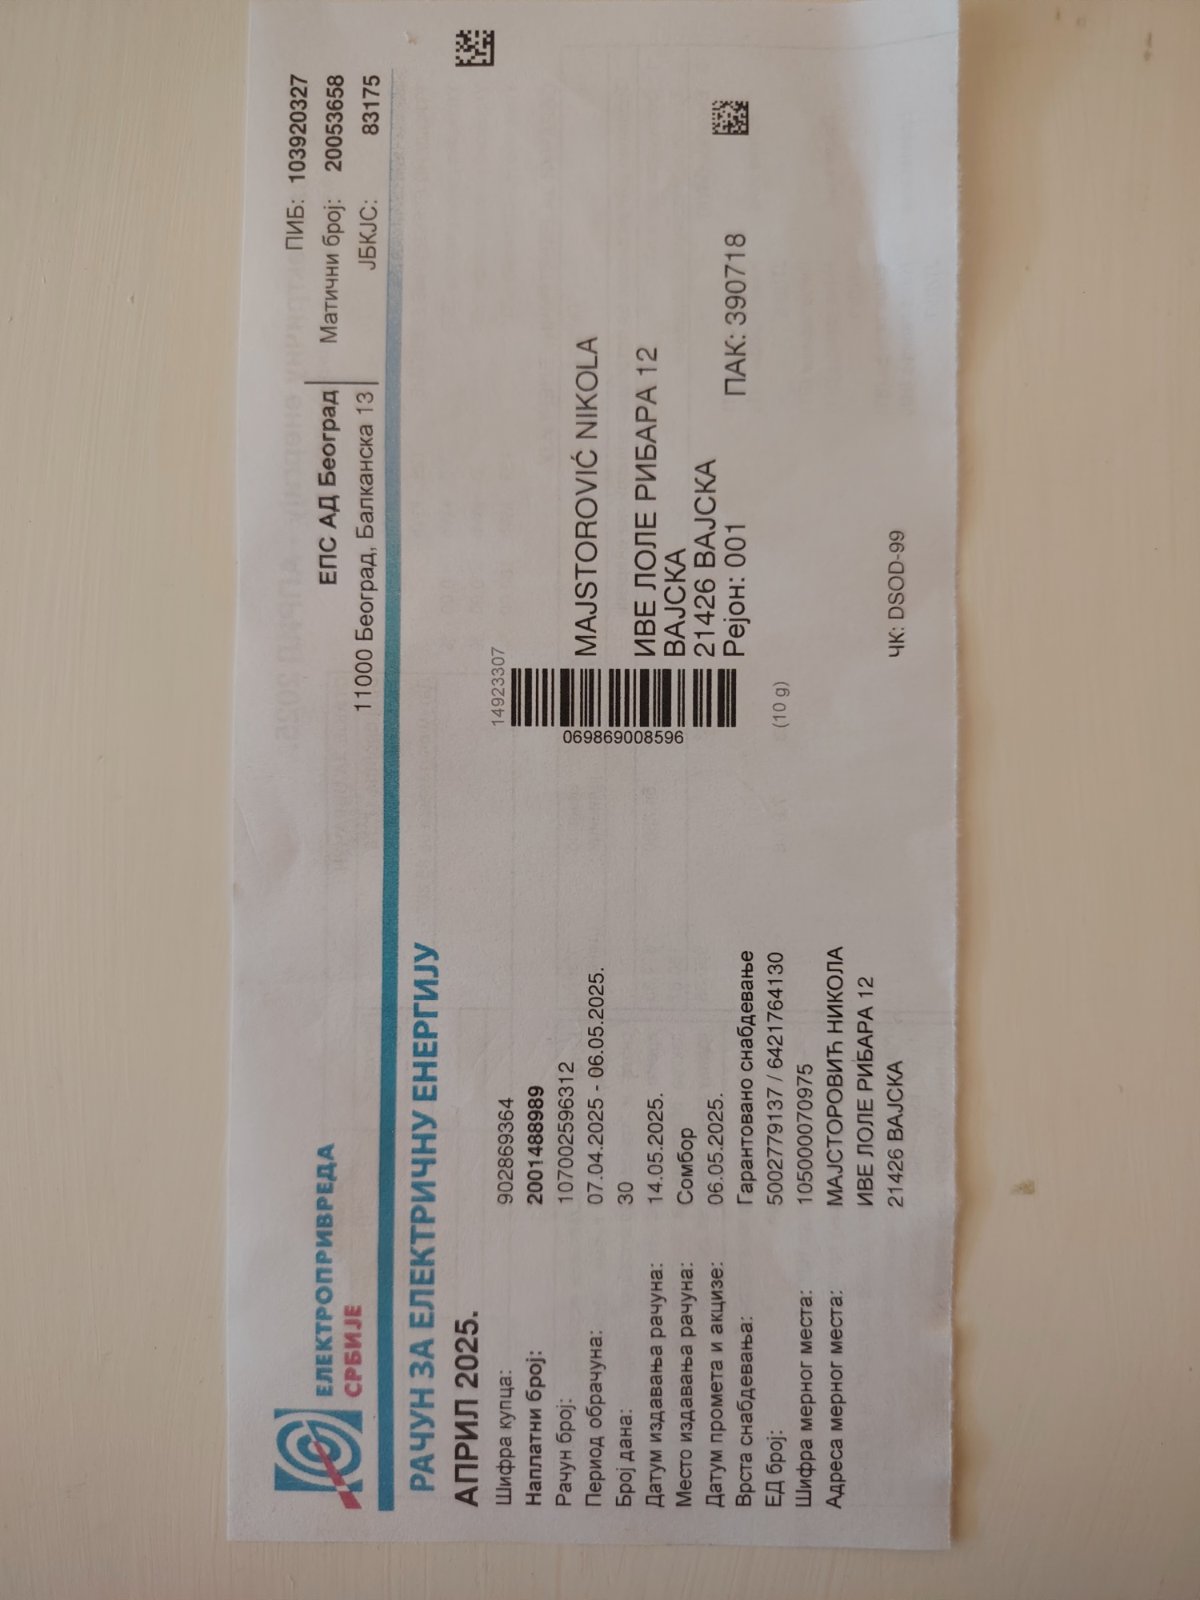 ЕЛЕКТРОПРИВРЕДА
СРБИЈЕ
ЕПС АД Београд
11000 Београд, Балканска 13
ПИБ: 103920327
Матични број: 20053658
ЈБКЈС: 83175
РАЧУН ЗА ЕЛЕКТРИЧНУ ЕНЕРГИЈУ
АПРИЛ 2025.
Шифра купца: 902869364
Наплатни број: 2001488989
Рачун број: 107002596312
Период обрачуна: 07.04.2025 - 06.05.2025.
Број дана: 30
Датум издавања рачуна: 14.05.2025.
Место издавања рачуна: Сомбор
Датум промета и акцизе: 06.05.2025.
Врста снабдевања: Гарантовано снабдевање
ЕД број: 5002779137 / 6421764130
Шифра мерног места: 105000070975
Адреса мерног места: МАЈСТОРОВИЋ НИКОЛА
ИВЕ ЛОЛЕ РИБАРА 12
21426 ВАЈСКА
14923307
069869008596
(10 g)
MAJSTOROVIĆ NIKOLA
ИВЕ ЛОЛЕ РИБАРА 12
ВАЈСКА
21426 ВАЈСКА
Рејон: 001 ПАК: 390718
ЧК: DSOD-99